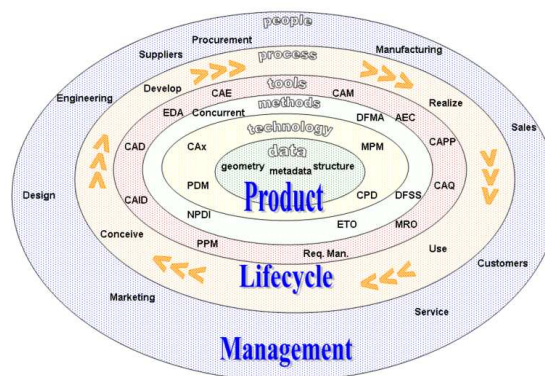 people
Procurement
Suppliers
Manufacturing
process
Engineering
Develop
tools
Realize
CAE
CAM
methods
EDA
Concurrent
DFMA
AEC
Sales
technology
CAD
CAx
data
MPM
CAPP
geometry
metadata
structure
Design
CAID
PDM
Product
CPD
DFSS
CAQ
NPDI
ETO
MRO
Conceive
PPM
Req. Man.
Use
Lifecycle
Customers
Marketing
Service
Management